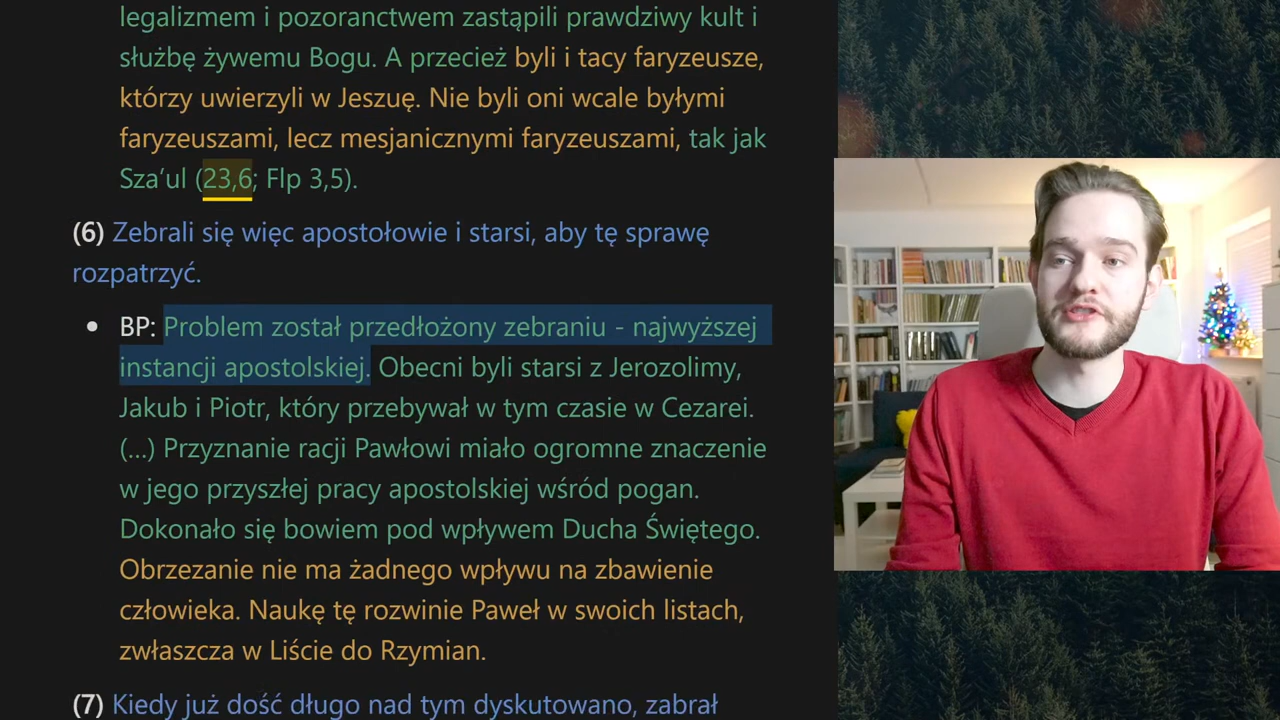 legalizmem i pozoranctwem zastąpili prawdziwy kult i
służbę żywemu Bogu. A przecież byli i tacy faryzeusze,
którzy uwierzyli w Jeszuę. Nie byli oni wcale byłymi
faryzeuszami, lecz mesjanicznymi faryzeuszami, tak jak
Sza’ul (23,6; Flp 3,5).
(6) Zebrali się więc apostołowie i starsi, aby tę sprawę
rozpatrzyć.
• BP: Problem został przedłożony zebraniu - najwyższej
instancji apostolskiej. Obecni byli starsi z Jerozolimy,
Jakub i Piotr, który przebywał w tym czasie w Cezarei.
(...) Przyznanie racji Pawłowi miało ogromne znaczenie
w jego przyszłej pracy apostolskiej wśród pogan.
Dokonało się bowiem pod wpływem Ducha Świętego.
Obrzezanie nie ma żadnego wpływu na zbawienie
człowieka. Naukę tę rozwinie Paweł w swoich listach,
zwłaszcza w Liście do Rzymian.
(7) Kiedy już dość długo nad tym dyskutowano, zabrał